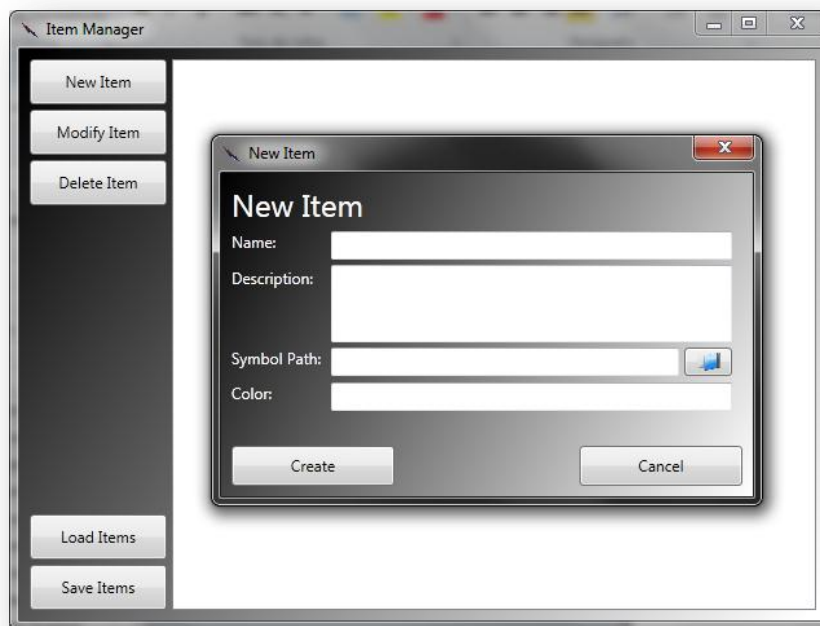 Item Manager
New Item
Modify Item
Delete Item
New Item
New Item
Name:
Description:
Symbol Path:
Color:
Create
Cancel
Load Items
Save Items